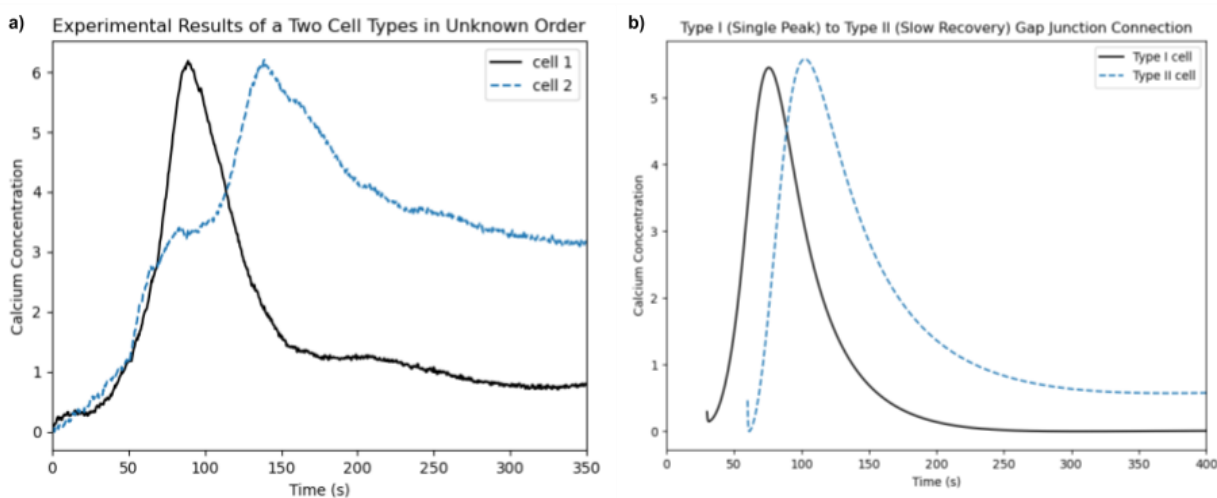 a)
Experimental Results of a Two Cell Types in Unknown Order
cell 1
cell 2
Calcium Concentration
6
5
4
3
2
1
0
0 50 100 150 200 250 300 350
Time (s)
b)
Type I (Single Peak) to Type II (Slow Recovery) Gap Junction Connection
Type I cell
Type II cell
Calcium Concentration
5
4
3
2
1
0
0 50 100 150 200 250 300 350 400
Time (s)